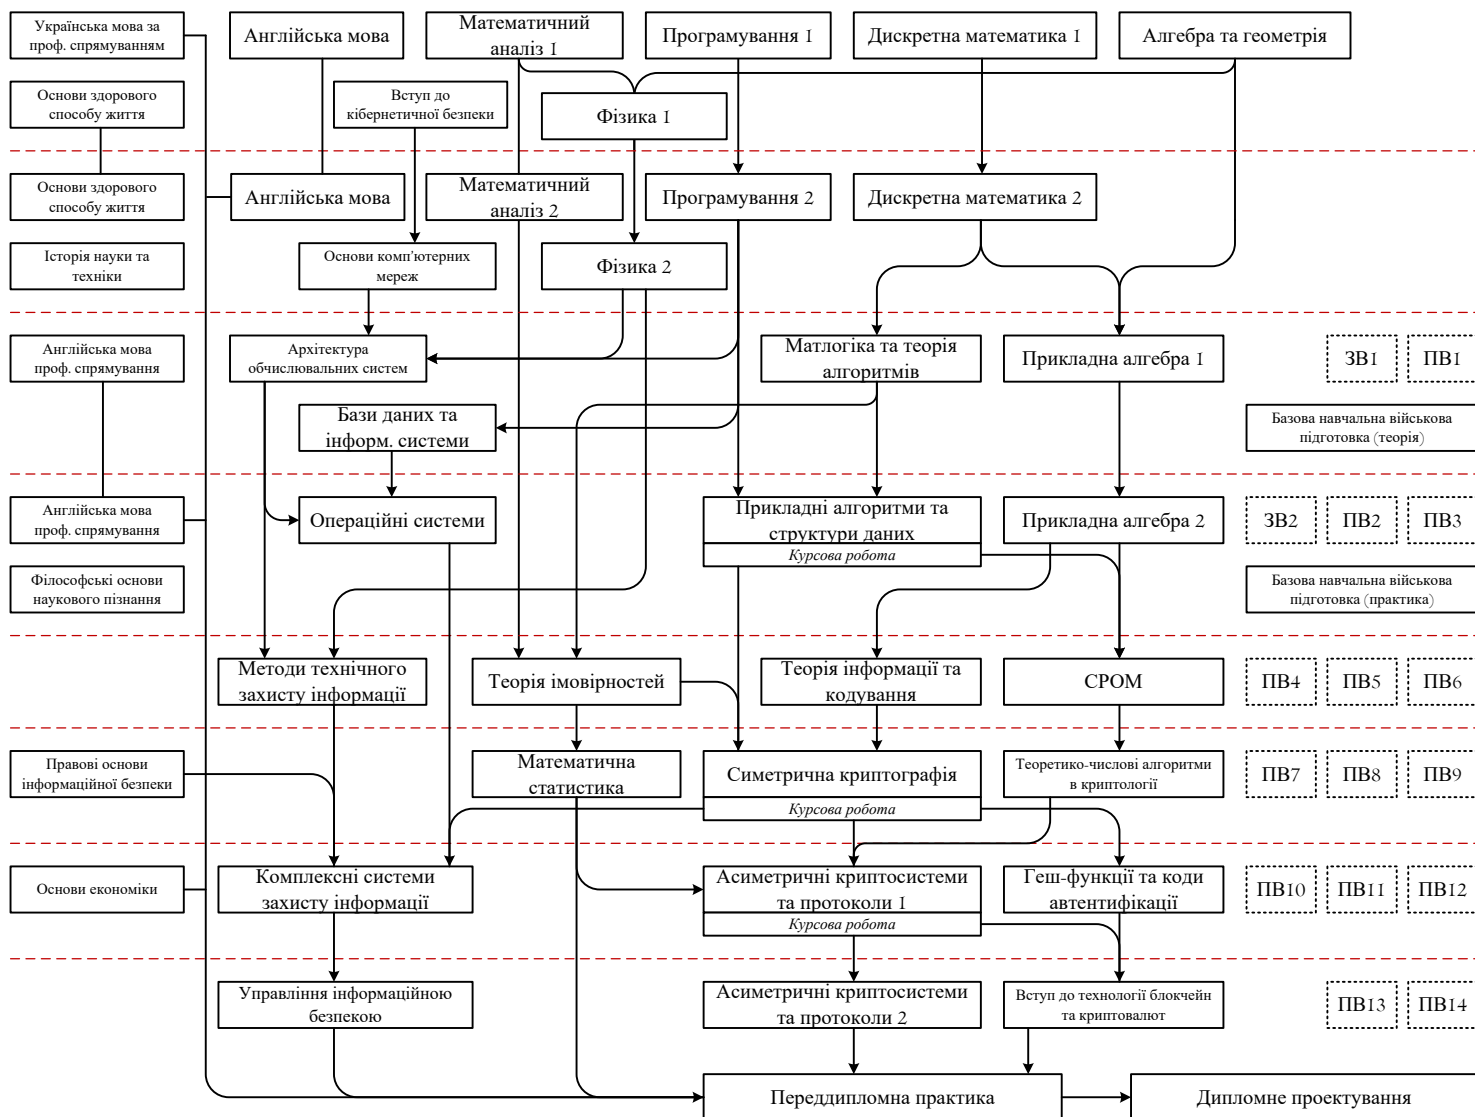 Українська мова за
проф. спрямуванням
Англійська мова
Математичний
аналіз 1
Програмування 1
Дискретна математика 1
Алгебра та геометрія
Основи здорового
способу життя
Вступ до
кібернетичної безпеки
Фізика 1
Основи здорового
способу життя
Англійська мова
Математичний
аналіз 2
Програмування 2
Дискретна математика 2
Історія науки та
техніки
Основи комп'ютерних
мереж
Фізика 2
Англійська мова
проф. спрямування
Архітектура
обчислювальних систем
Матлогіка та теорія
алгоритмів
Прикладна алгебра 1
ЗВ1
ПВ1
Бази даних та
інформ. системи
Базова навчальна військова
підготовка (теорія)
Англійська мова
проф. спрямування
Операційні системи
Прикладні алгоритми та
структури даних
Курсова робота
Прикладна алгебра 2
ЗВ2
ПВ2
ПВ3
Філософські основи
наукового пізнання
Базова навчальна військова
підготовка (практика)
Методи технічного
захисту інформації
Теорія імовірностей
Теорія інформації та
кодування
СРОМ
ПВ4
ПВ5
ПВ6
Правові основи
інформаційної безпеки
Математична
статистика
Симетрична криптографія
Курсова робота
Теоретико-числові алгоритми
в криптології
ПВ7
ПВ8
ПВ9
Основи економіки
Комплексні системи
захисту інформації
Асиметричні криптосистеми
та протоколи 1
Курсова робота
Геш-функції та коди
автентифікації
ПВ10
ПВ11
ПВ12
Управління інформаційною
безпекою
Асиметричні криптосистеми
та протоколи 2
Вступ до технології блокчейн
та криптовалют
ПВ13
ПВ14
Переддипломна практика
Дипломне проектування